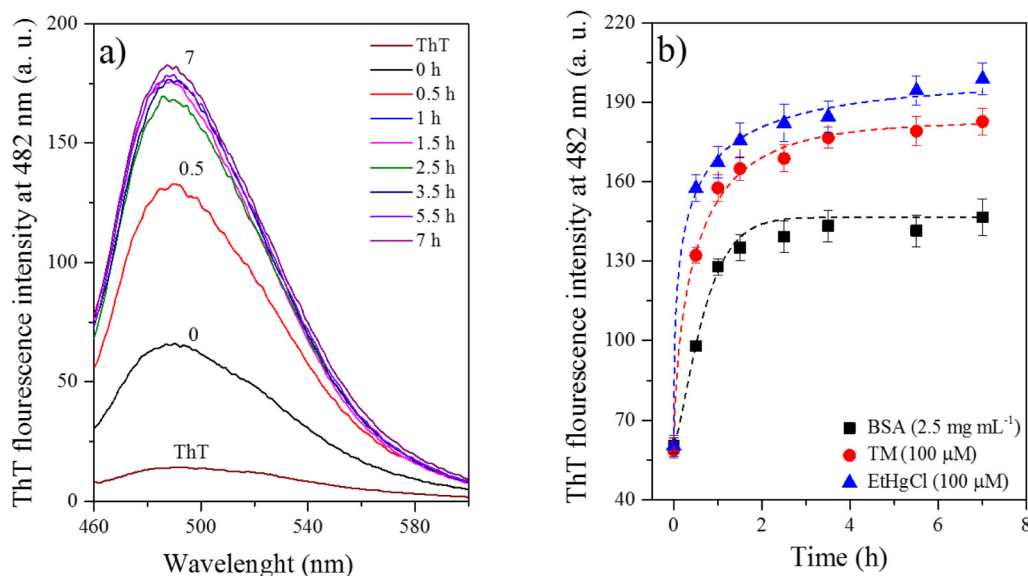 a)
ThT flourescence intensity at 482 nm (a. u.)
200
150
100
50
0
460
500
540
580
Wavelenght (nm)
7
0.5
0
ThT
ThT
0 h
0.5 h
1 h
1.5 h
2.5 h
3.5 h
5.5 h
7 h
b)
ThT flourescence intensity at 482 nm (a. u.)
220
190
160
130
100
70
40
0
2
4
6
8
Time (h)
BSA (2.5 mg mL⁻¹)
TM (100 μM)
EtHgCl (100 μM)